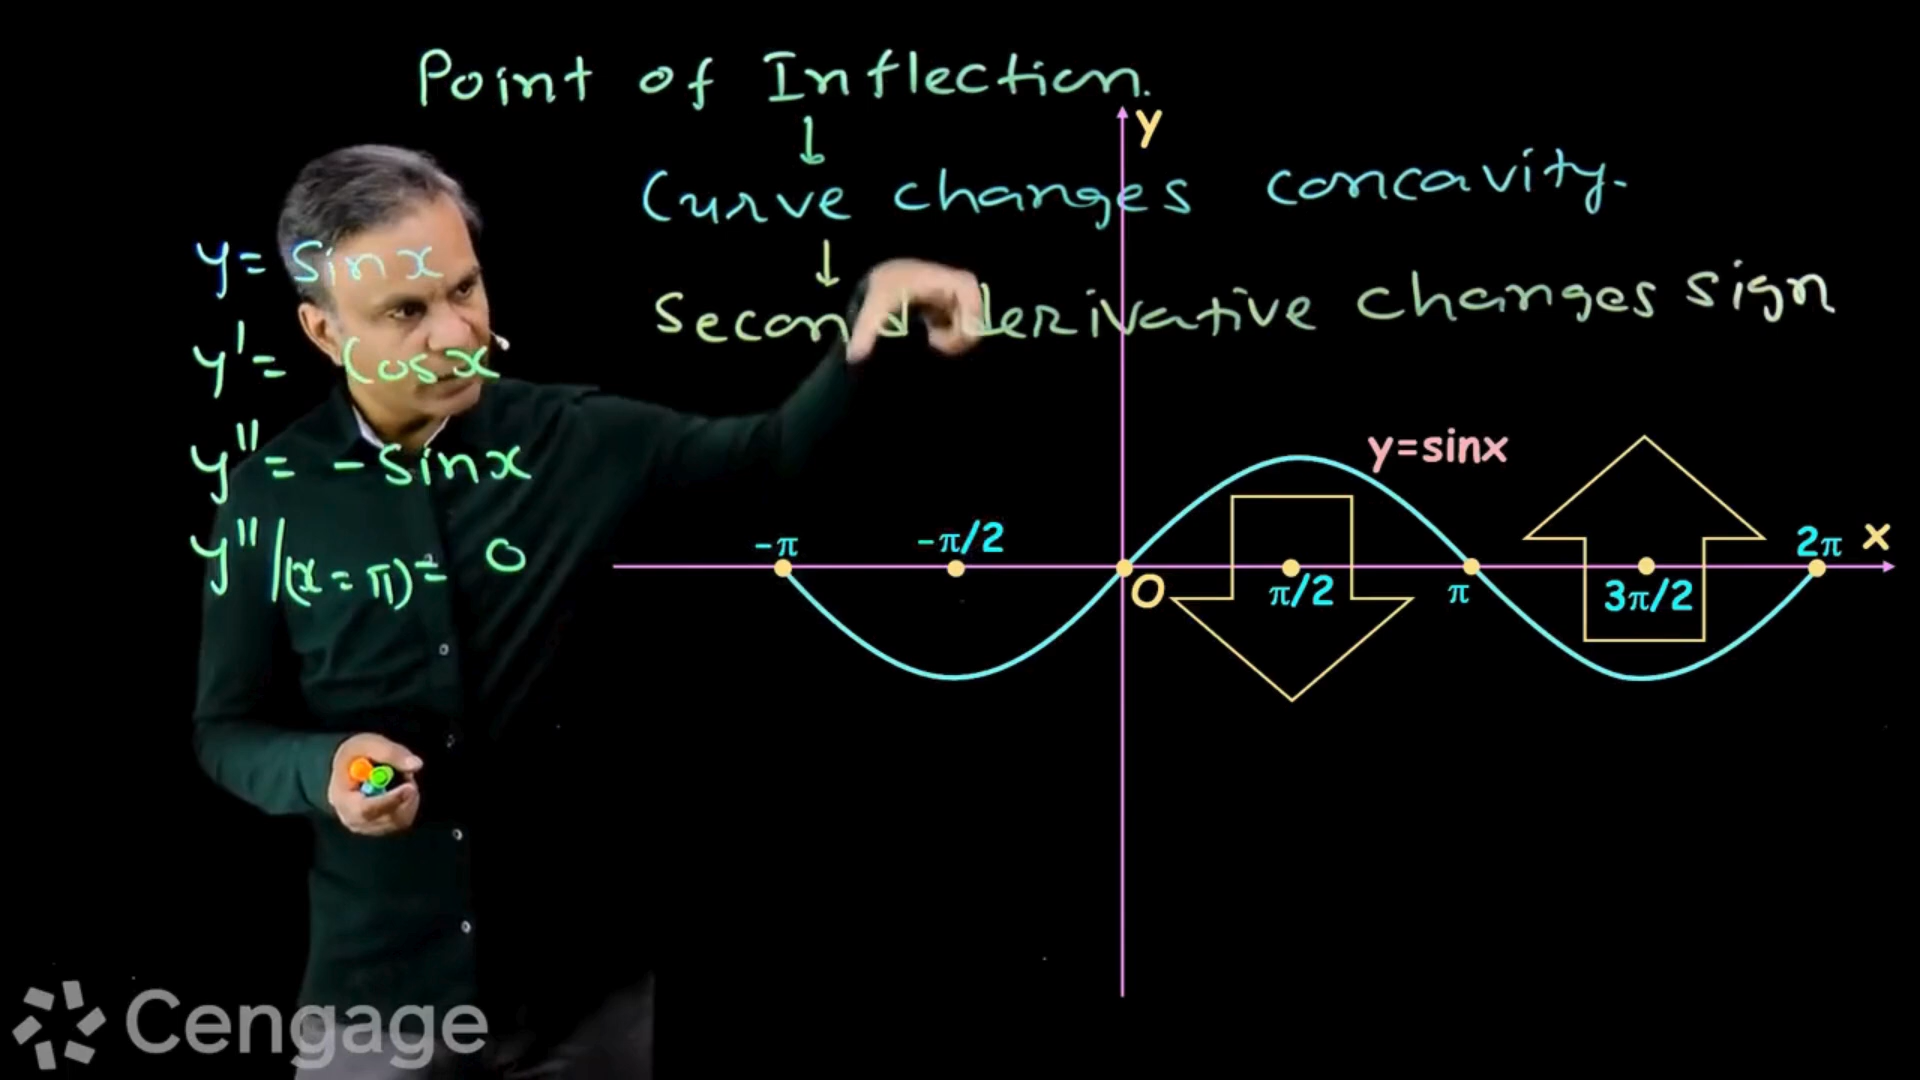 Point of Inflection.
↓
Curve changes concavity.
↓
Second derivative changes sign
y = sin x
y' = cos x
y'' = - sin x
y'' |(x = π) = 0
y
y=sinx
-π
-π/2
O
π/2
π
3π/2
2π
x
Cengage